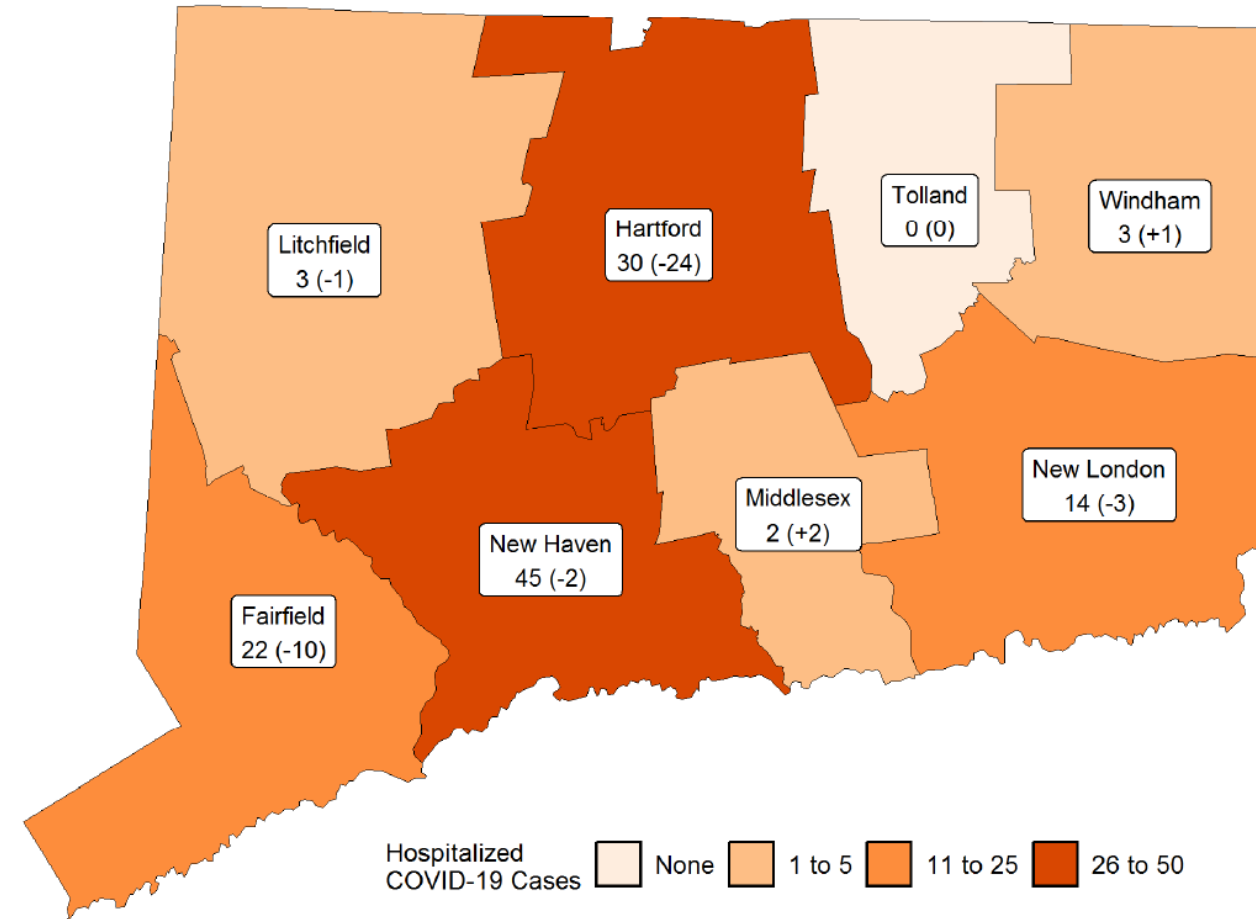 Tolland
0 (0)
Windham
3 (+1)
Hartford
30 (-24)
Litchfield
3 (-1)
New London
14 (-3)
Middlesex
2 (+2)
New Haven
45 (-2)
Fairfield
22 (-10)
Hospitalized
COVID-19 Cases
None
1 to 5
11 to 25
26 to 50